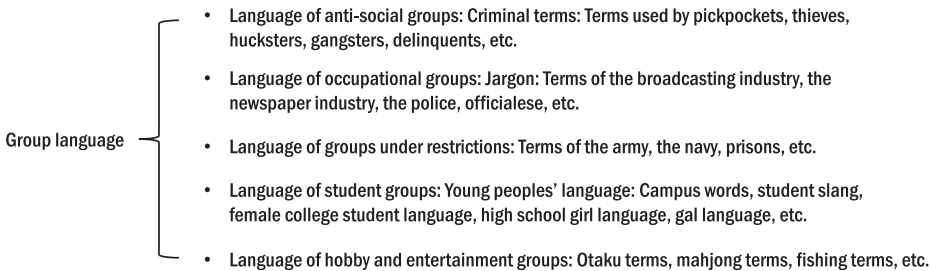 Group language
• Language of anti-social groups: Criminal terms: Terms used by pickpockets, thieves,
hucksters, gangsters, delinquents, etc.
• Language of occupational groups: Jargon: Terms of the broadcasting industry, the
newspaper industry, the police, officialese, etc.
• Language of groups under restrictions: Terms of the army, the navy, prisons, etc.
• Language of student groups: Young peoples’ language: Campus words, student slang,
female college student language, high school girl language, gal language, etc.
• Language of hobby and entertainment groups: Otaku terms, mahjong terms, fishing terms, etc.